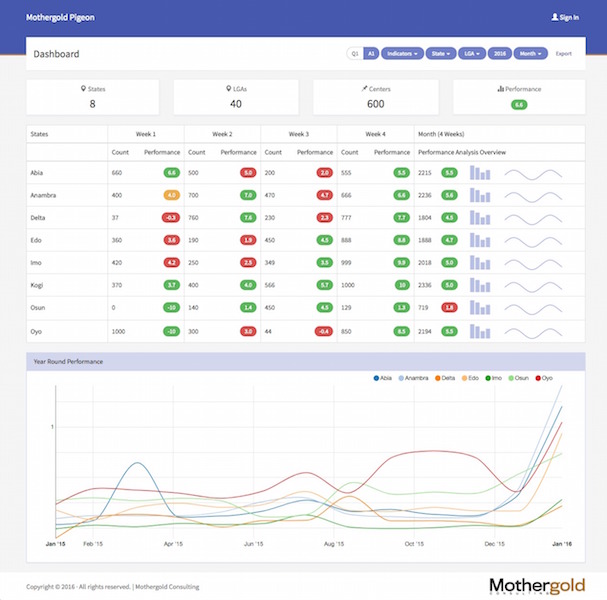 Mothergold Pigeon Sign In
Dashboard Q1 A1 Indicators State LGA 2016 Month Export
States LGAs Centers Performance
8 40 600 6.6
States Week 1 Week 2 Week 3 Week 4 Month (4 Weeks)
Count Performance Count Performance Count Performance Count Performance Performance Analysis Overview
Abia 660 6.6 500 5.0 200 2.0 555 5.5 2215 5.5
Anambra 400 4.0 700 7.0 470 4.7 666 6.6 2236 5.6
Delta 37 -0.3 760 7.6 230 2.3 777 7.7 1804 4.5
Edo 360 3.6 190 1.9 450 4.5 888 8.8 1888 4.7
Imo 420 4.2 250 2.5 349 3.5 999 9.9 2018 5.0
Kogi 370 3.7 400 4.0 566 5.7 1000 10 2336 5.0
Osun 0 -10 140 1.4 450 4.5 129 1.3 719 1.8
Oyo 1000 -10 300 3.0 44 -0.4 850 8.5 2194 5.5
Year Round Performance
Abia Anambra Delta Edo Imo Osun Oyo
1
Jan '15 Feb '15 Apr '15 Jun '15 Aug '15 Oct '15 Dec '15 Jan '16
Copyright © 2016 - All rights reserved. | Mothergold Consulting
Mothergold
CONSULTING